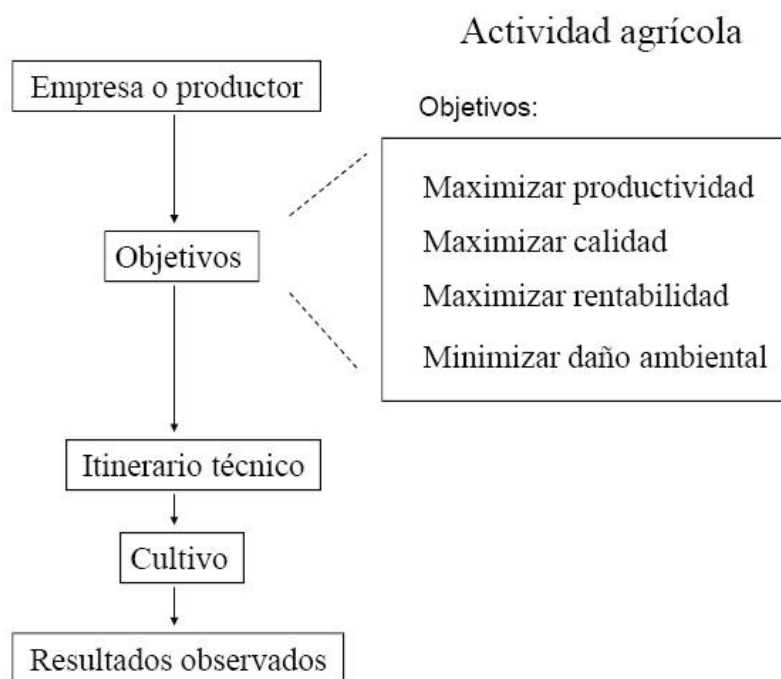 Actividad agrícola
Empresa o productor
Objetivos:
Maximizar productividad
Objetivos
Maximizar calidad
Maximizar rentabilidad
Minimizar daño ambiental
Itinerario técnico
Cultivo
Resultados observados